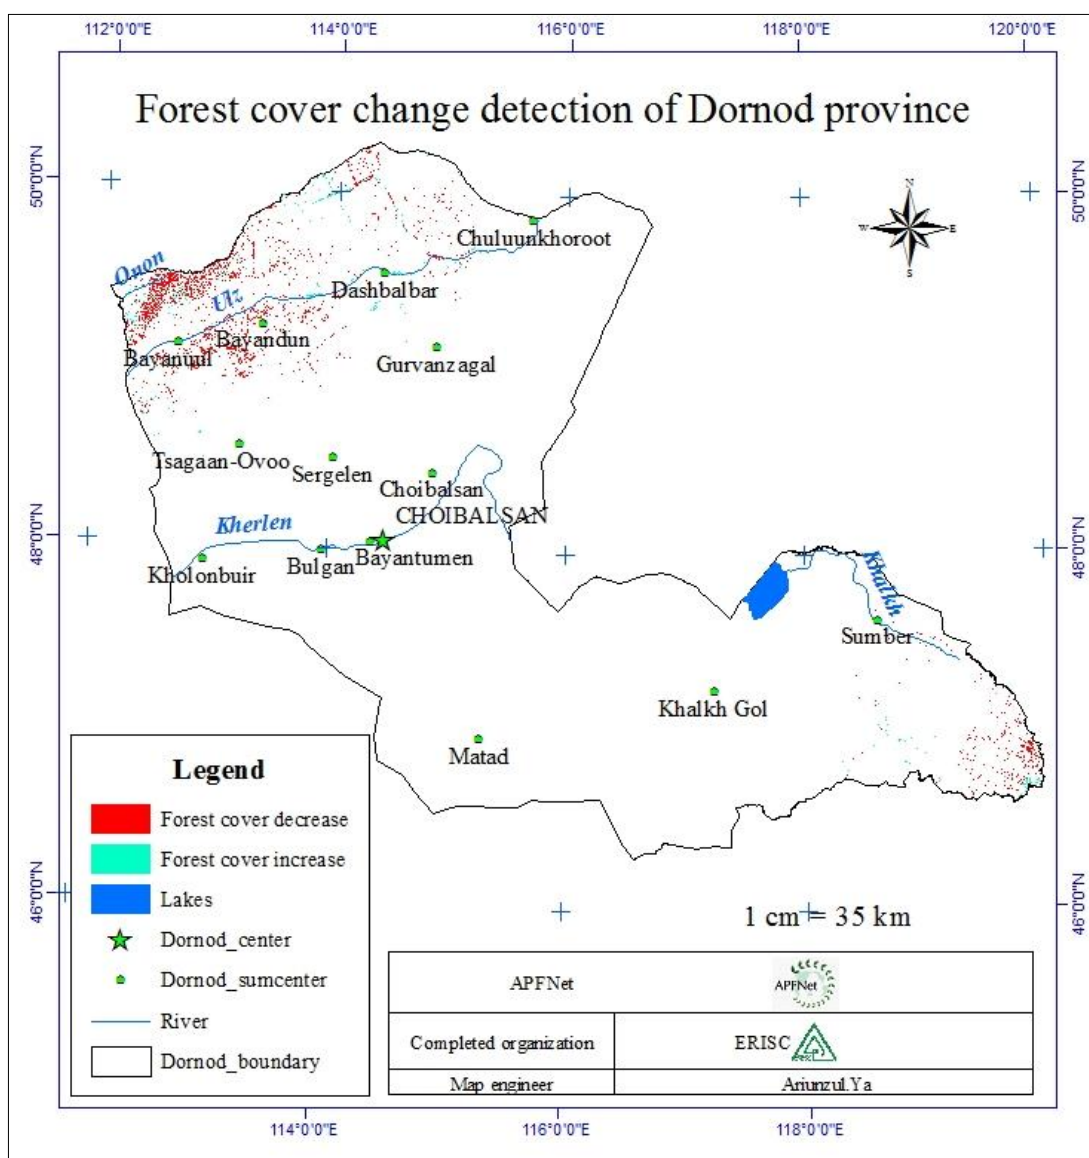 112°0'0"E 114°0'0"E 116°0'0"E 118°0'0"E 120°0'0"E
Forest cover change detection of Dornod province
50°0'0"N
50°0'0"N
N
W E
S
Chuluunkhoroot
Onon
Dashbalbar
Ulz
Bayandun
Bayanuul
Gurvanzagal
Tsagaan-Ovoo
Sergelen
Choibalsan
CHOIBALSAN
Kherlen
48°0'0"N
48°0'0"N
Bayantumen
Bulgan
Kholonbuir
Khalkh
Sumber
Khalkh Gol
Matad
Legend
Forest cover decrease
Forest cover increase
Lakes
Dornod_center
Dornod_sumcenter
River
Dornod_boundary
46°0'0"N
46°0'0"N
1 cm = 35 km
APFNet APFNet
Completed organization ERISC
Map engineer Ariunzul.Ya
114°0'0"E 116°0'0"E 118°0'0"E